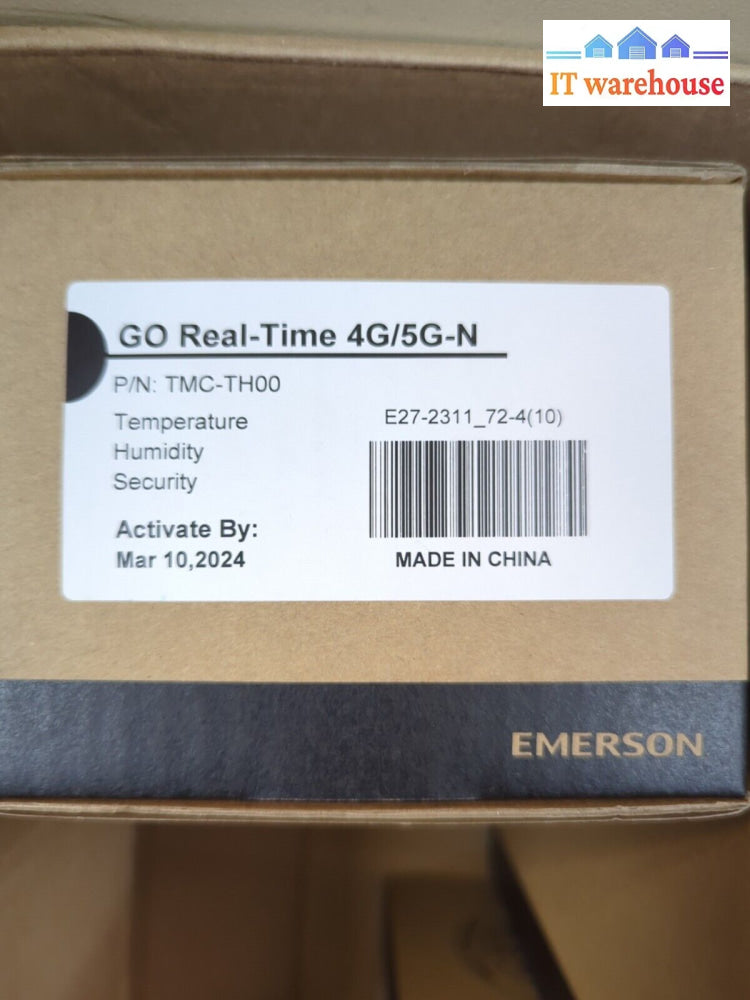 IT warehouse
GO Real-Time 4G/5G-N
P/N: TMC-TH00
Temperature
Humidity
Security
E27-2311_72-4(10)
Activate By:
Mar 10,2024
MADE IN CHINA
EMERSON